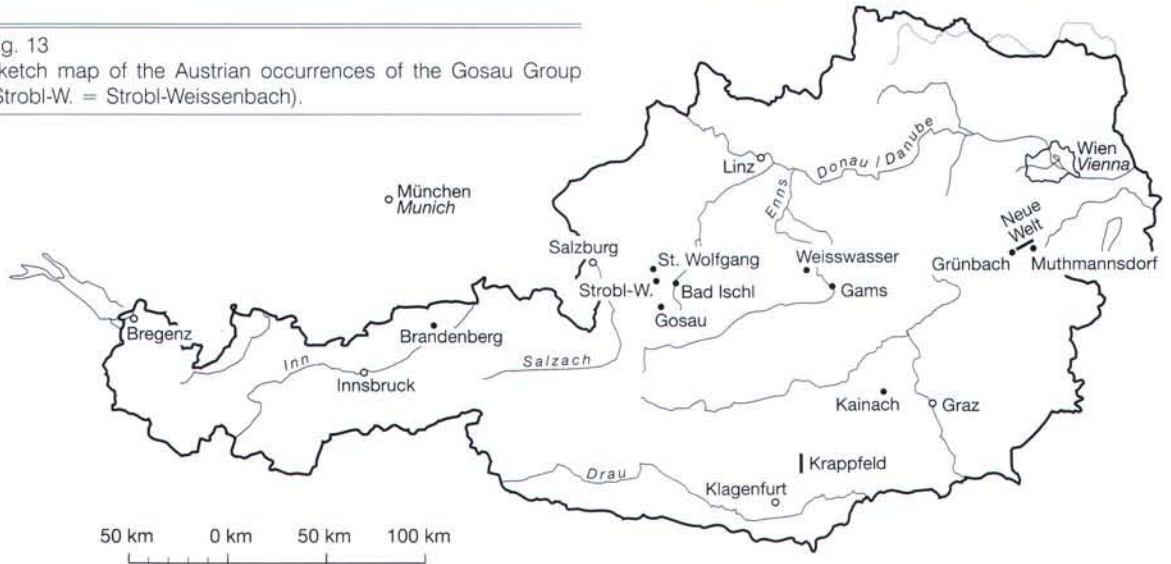 g. 13
ketch map of the Austrian occurrences of the Gosau Group
Strobl-W. = Strobl-Weissenbach).
München
Munich
Linz
Donau / Danube
Enns
Wien
Vienna
Neue
Welt
Salzburg
St. Wolfgang
Weisswasser
Grünbach
Muthmannsdorf
Strobl-W.
Bad Ischl
Gams
Gosau
Bregenz
Brandenberg
Inn
Salzach
Innsbruck
Kainach
Graz
Krappfeld
Drau
Klagenfurt
50 km 0 km 50 km 100 km